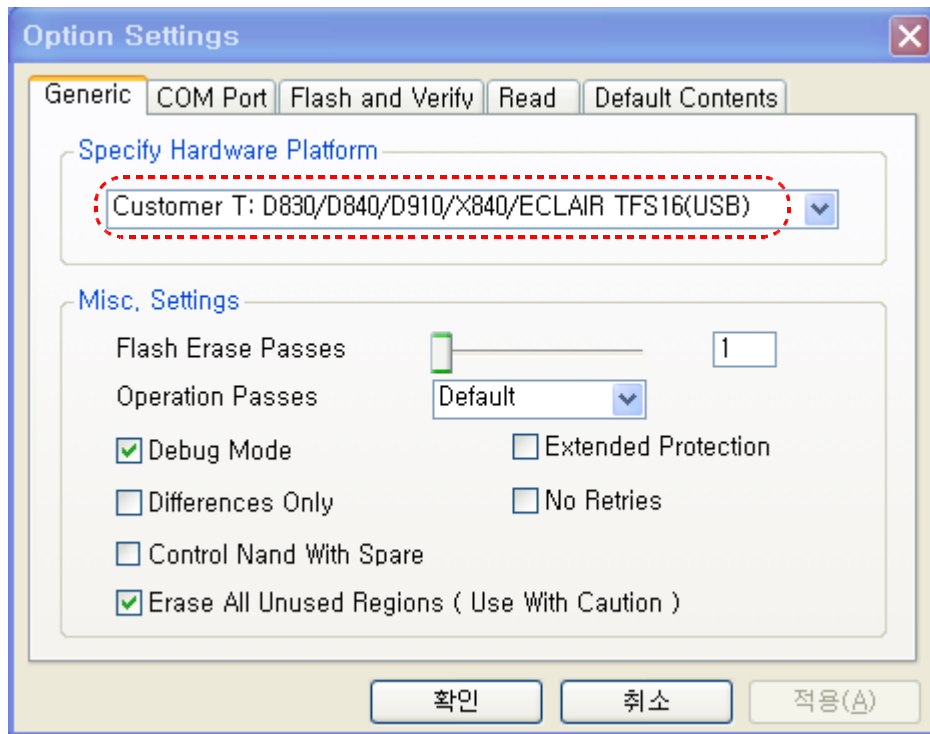 Option Settings
Generic COM Port Flash and Verify Read Default Contents
Specify Hardware Platform
Customer T: D830/D840/D910/X840/ECLAIR TFS16(USB)
Misc, Settings
Flash Erase Passes 1
Operation Passes Default
Debug Mode Extended Protection
Differences Only No Retries
Control Nand With Spare
Erase All Unused Regions ( Use With Caution )
확인 취소 적용(A)